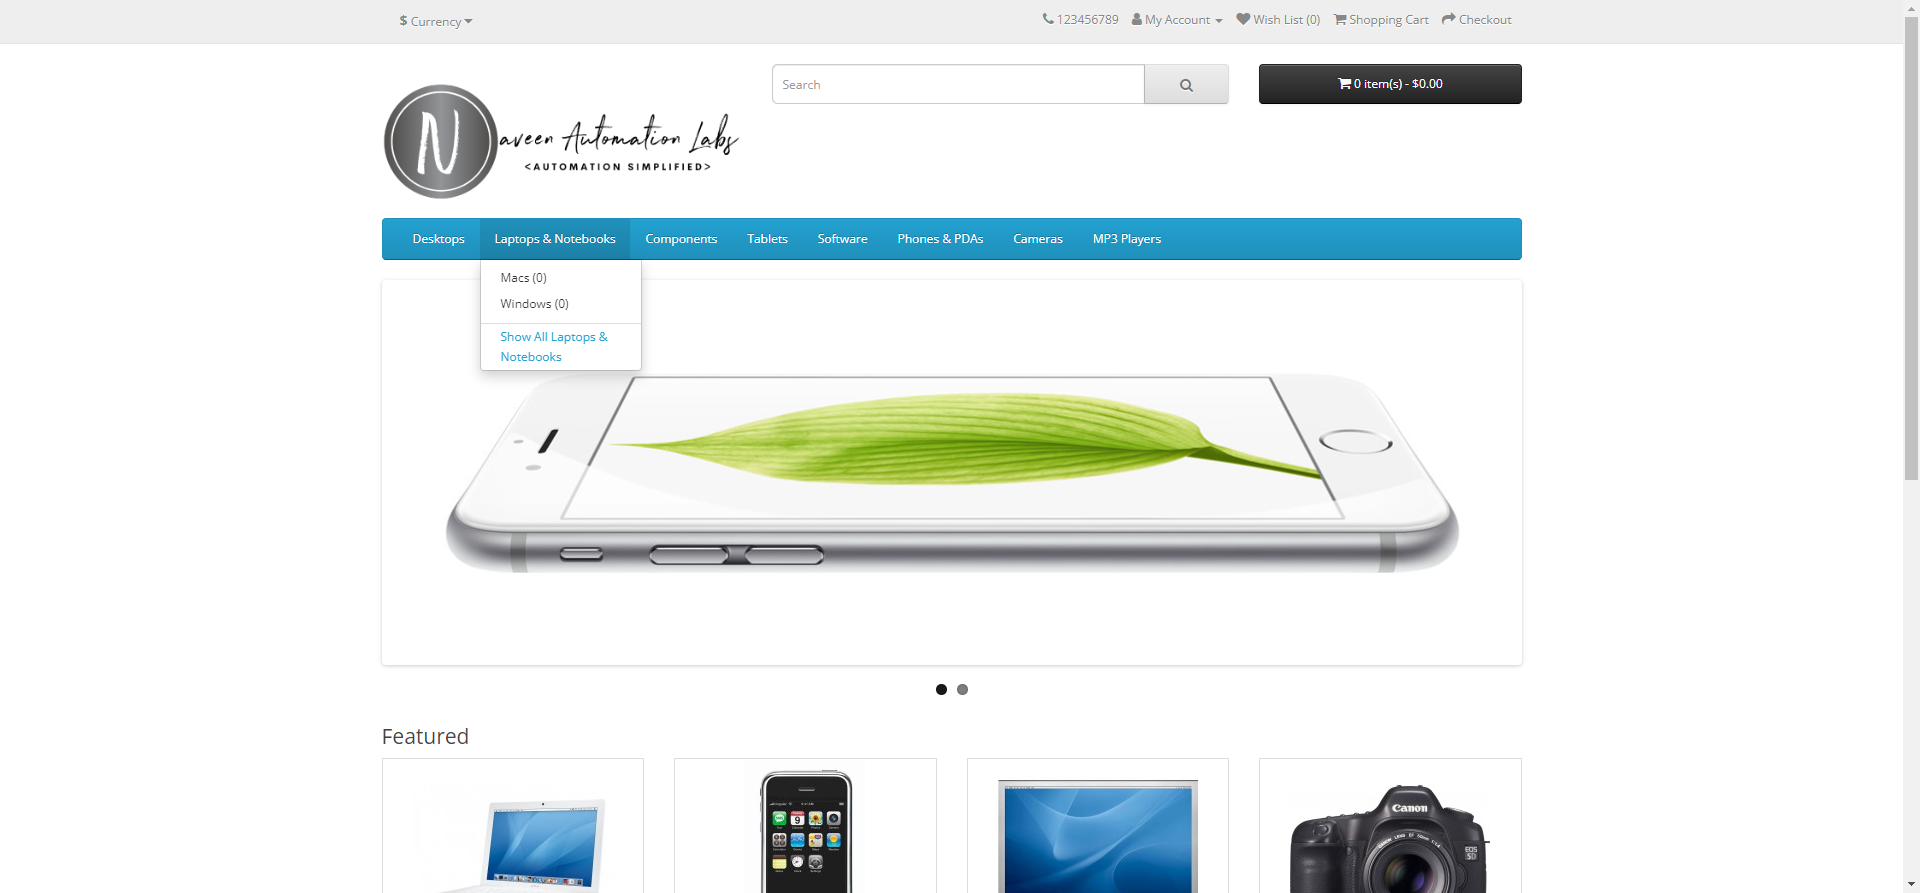 $ Currency
123456789 My Account Wish List (0) Shopping Cart Checkout
Search
0 item(s) - $0.00
N
aveen Automation Labs
<AUTOMATION SIMPLIFIED>
Desktops Laptops & Notebooks Components Tablets Software Phones & PDAs Cameras MP3 Players
Macs (0)
Windows (0)
Show All Laptops &
Notebooks
Featured
9
Canon
EOS
5D